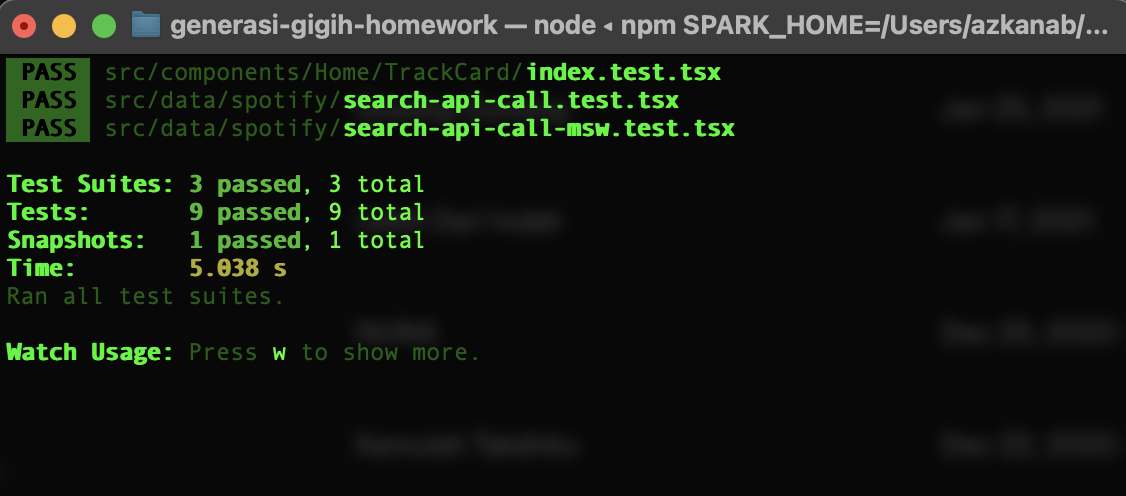 generasi-gigih-homework — node ◂ npm SPARK_HOME=/Users/azkanab/...
PASS src/components/Home/TrackCard/index.test.tsx
PASS src/data/spotify/search-api-call.test.tsx
PASS src/data/spotify/search-api-call-msw.test.tsx
Test Suites: 3 passed, 3 total
Tests: 9 passed, 9 total
Snapshots: 1 passed, 1 total
Time: 5.038 s
Ran all test suites.
Watch Usage: Press w to show more.